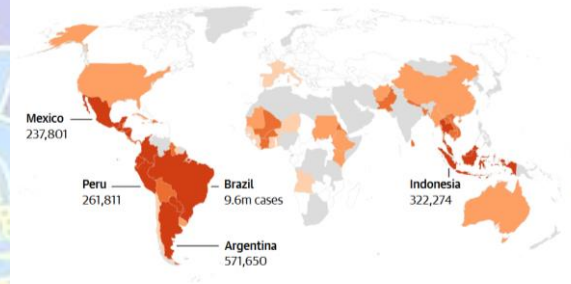 Mexico
237,801
Peru
261,811
Brazil
9.6m cases
Argentina
571,650
Indonesia
322,274